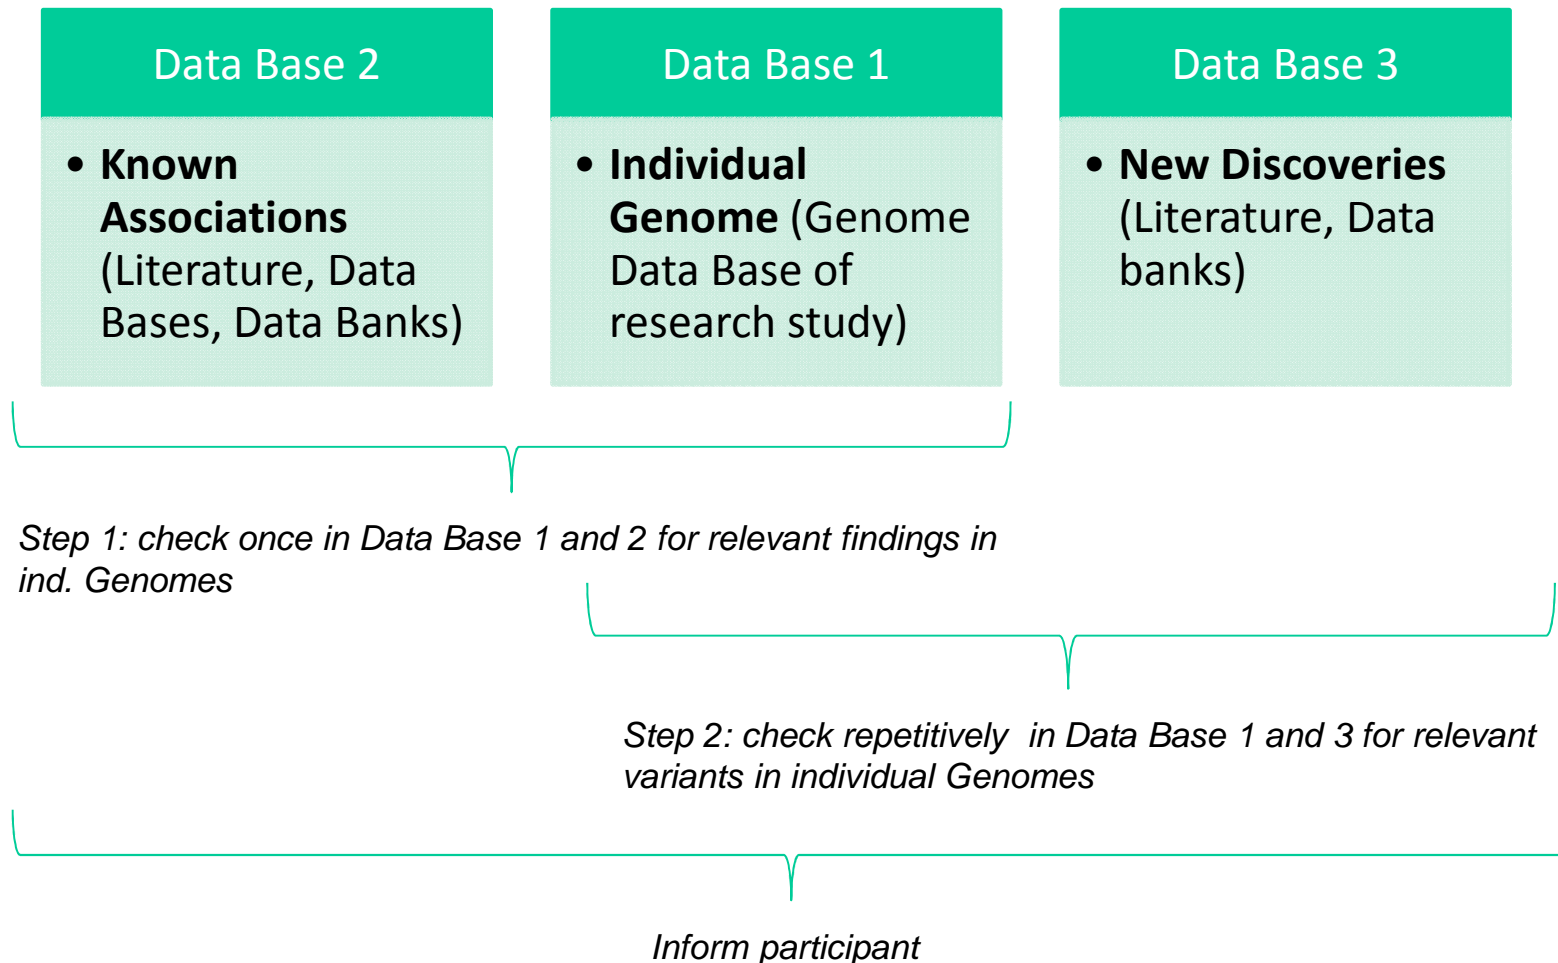 Data Base 2
• Known
Associations
(Literature, Data
Bases, Data Banks)
Data Base 1
• Individual
Genome (Genome
Data Base of
research study)
Data Base 3
• New Discoveries
(Literature, Data
banks)
Step 1: check once in Data Base 1 and 2 for relevant findings in
ind. Genomes
Step 2: check repetitively  in Data Base 1 and 3 for relevant
variants in individual Genomes
Inform participant